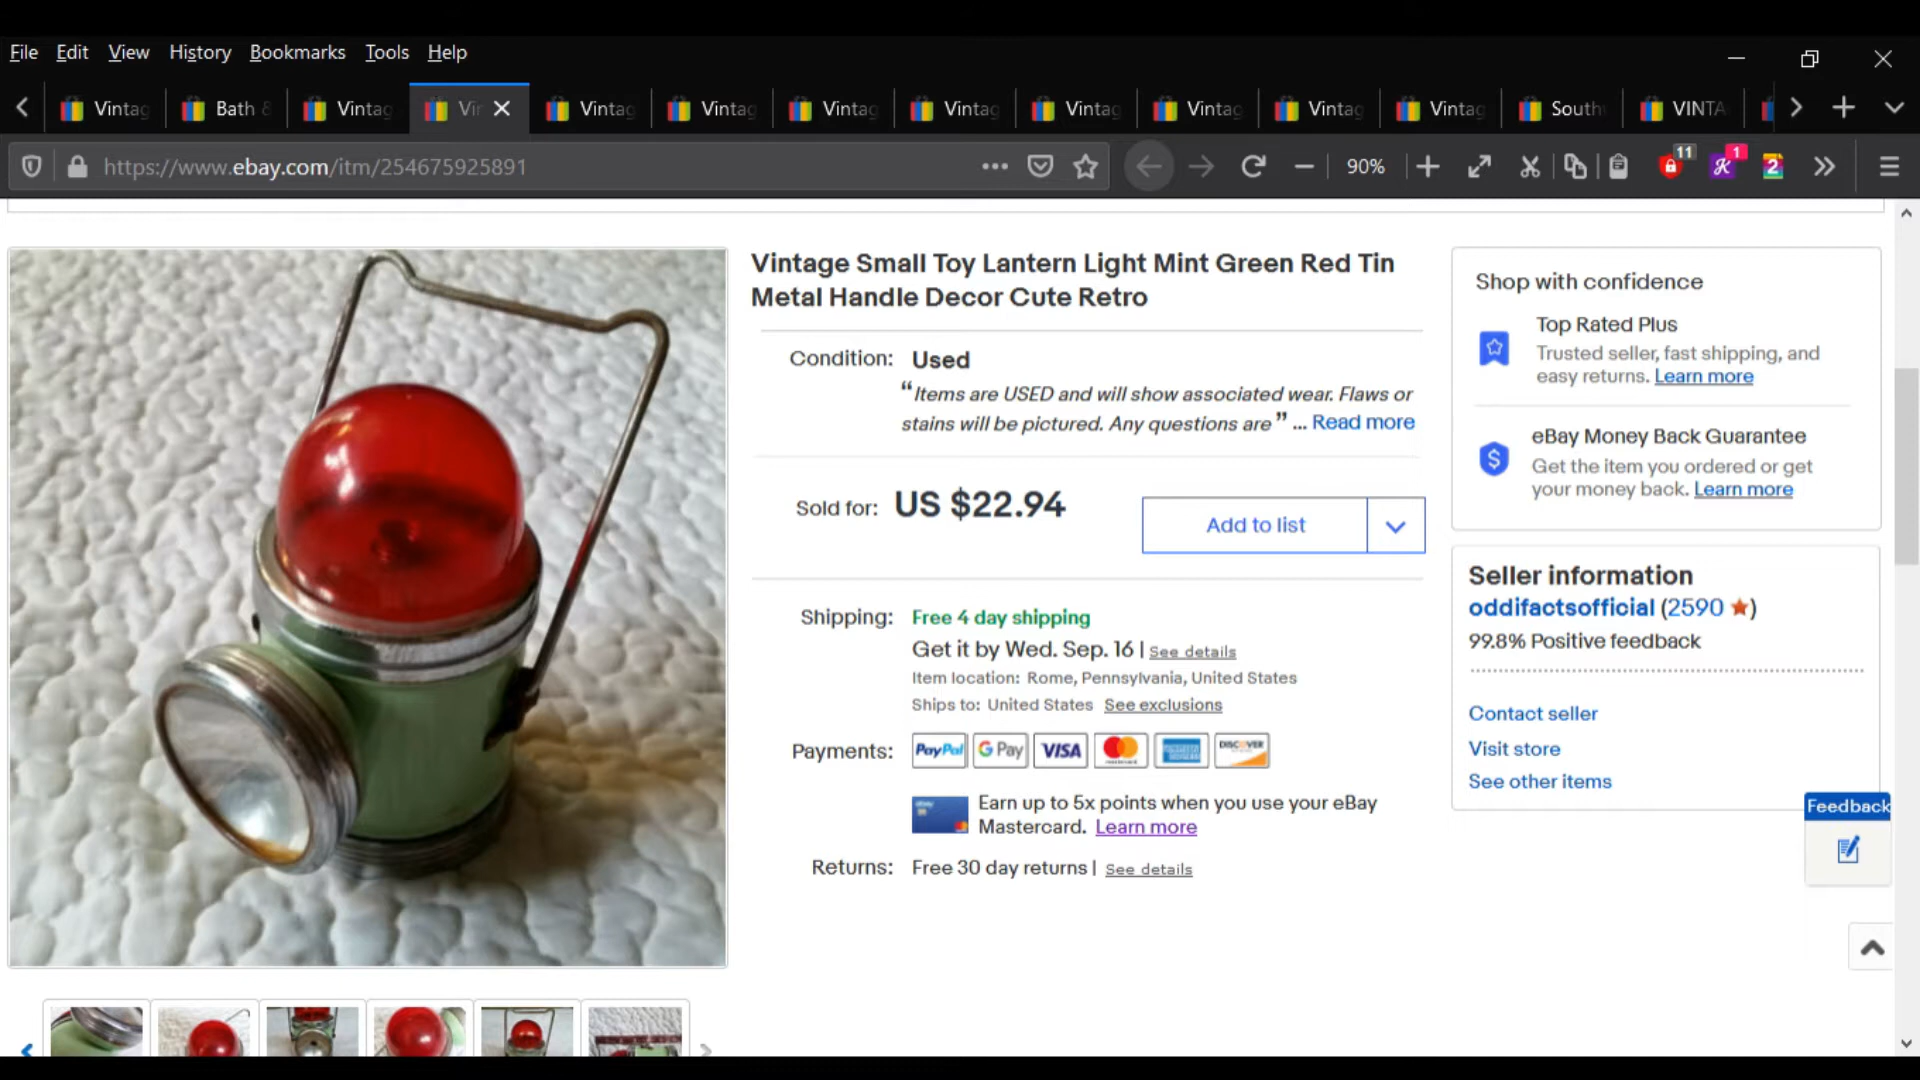 File Edit View History Bookmarks Tools Help
Vintag Bath & Vintag Vin Vintag Vintag Vintag Vintag Vintag Vintag Vintag Vintag South VINTA
https://www.ebay.com/itm/254675925891
90%
11
1
2
Vintage Small Toy Lantern Light Mint Green Red Tin
Metal Handle Decor Cute Retro
Condition: Used
“Items are USED and will show associated wear. Flaws or
stains will be pictured. Any questions are” ... Read more
Sold for: US $22.94
Add to list
Shipping: Free 4 day shipping
Get it by Wed. Sep. 16 | See details
Item location: Rome, Pennsylvania, United States
Ships to: United States See exclusions
Payments: PayPal G Pay VISA mastercard AMERICAN EXPRESS DISCOVER
Earn up to 5x points when you use your eBay
Mastercard. Learn more
Returns: Free 30 day returns | See details
Shop with confidence
Top Rated Plus
Trusted seller, fast shipping, and
easy returns. Learn more
eBay Money Back Guarantee
Get the item you ordered or get
your money back. Learn more
Seller information
oddifactsofficial (2590 ★)
99.8% Positive feedback
Contact seller
Visit store
See other items
Feedback